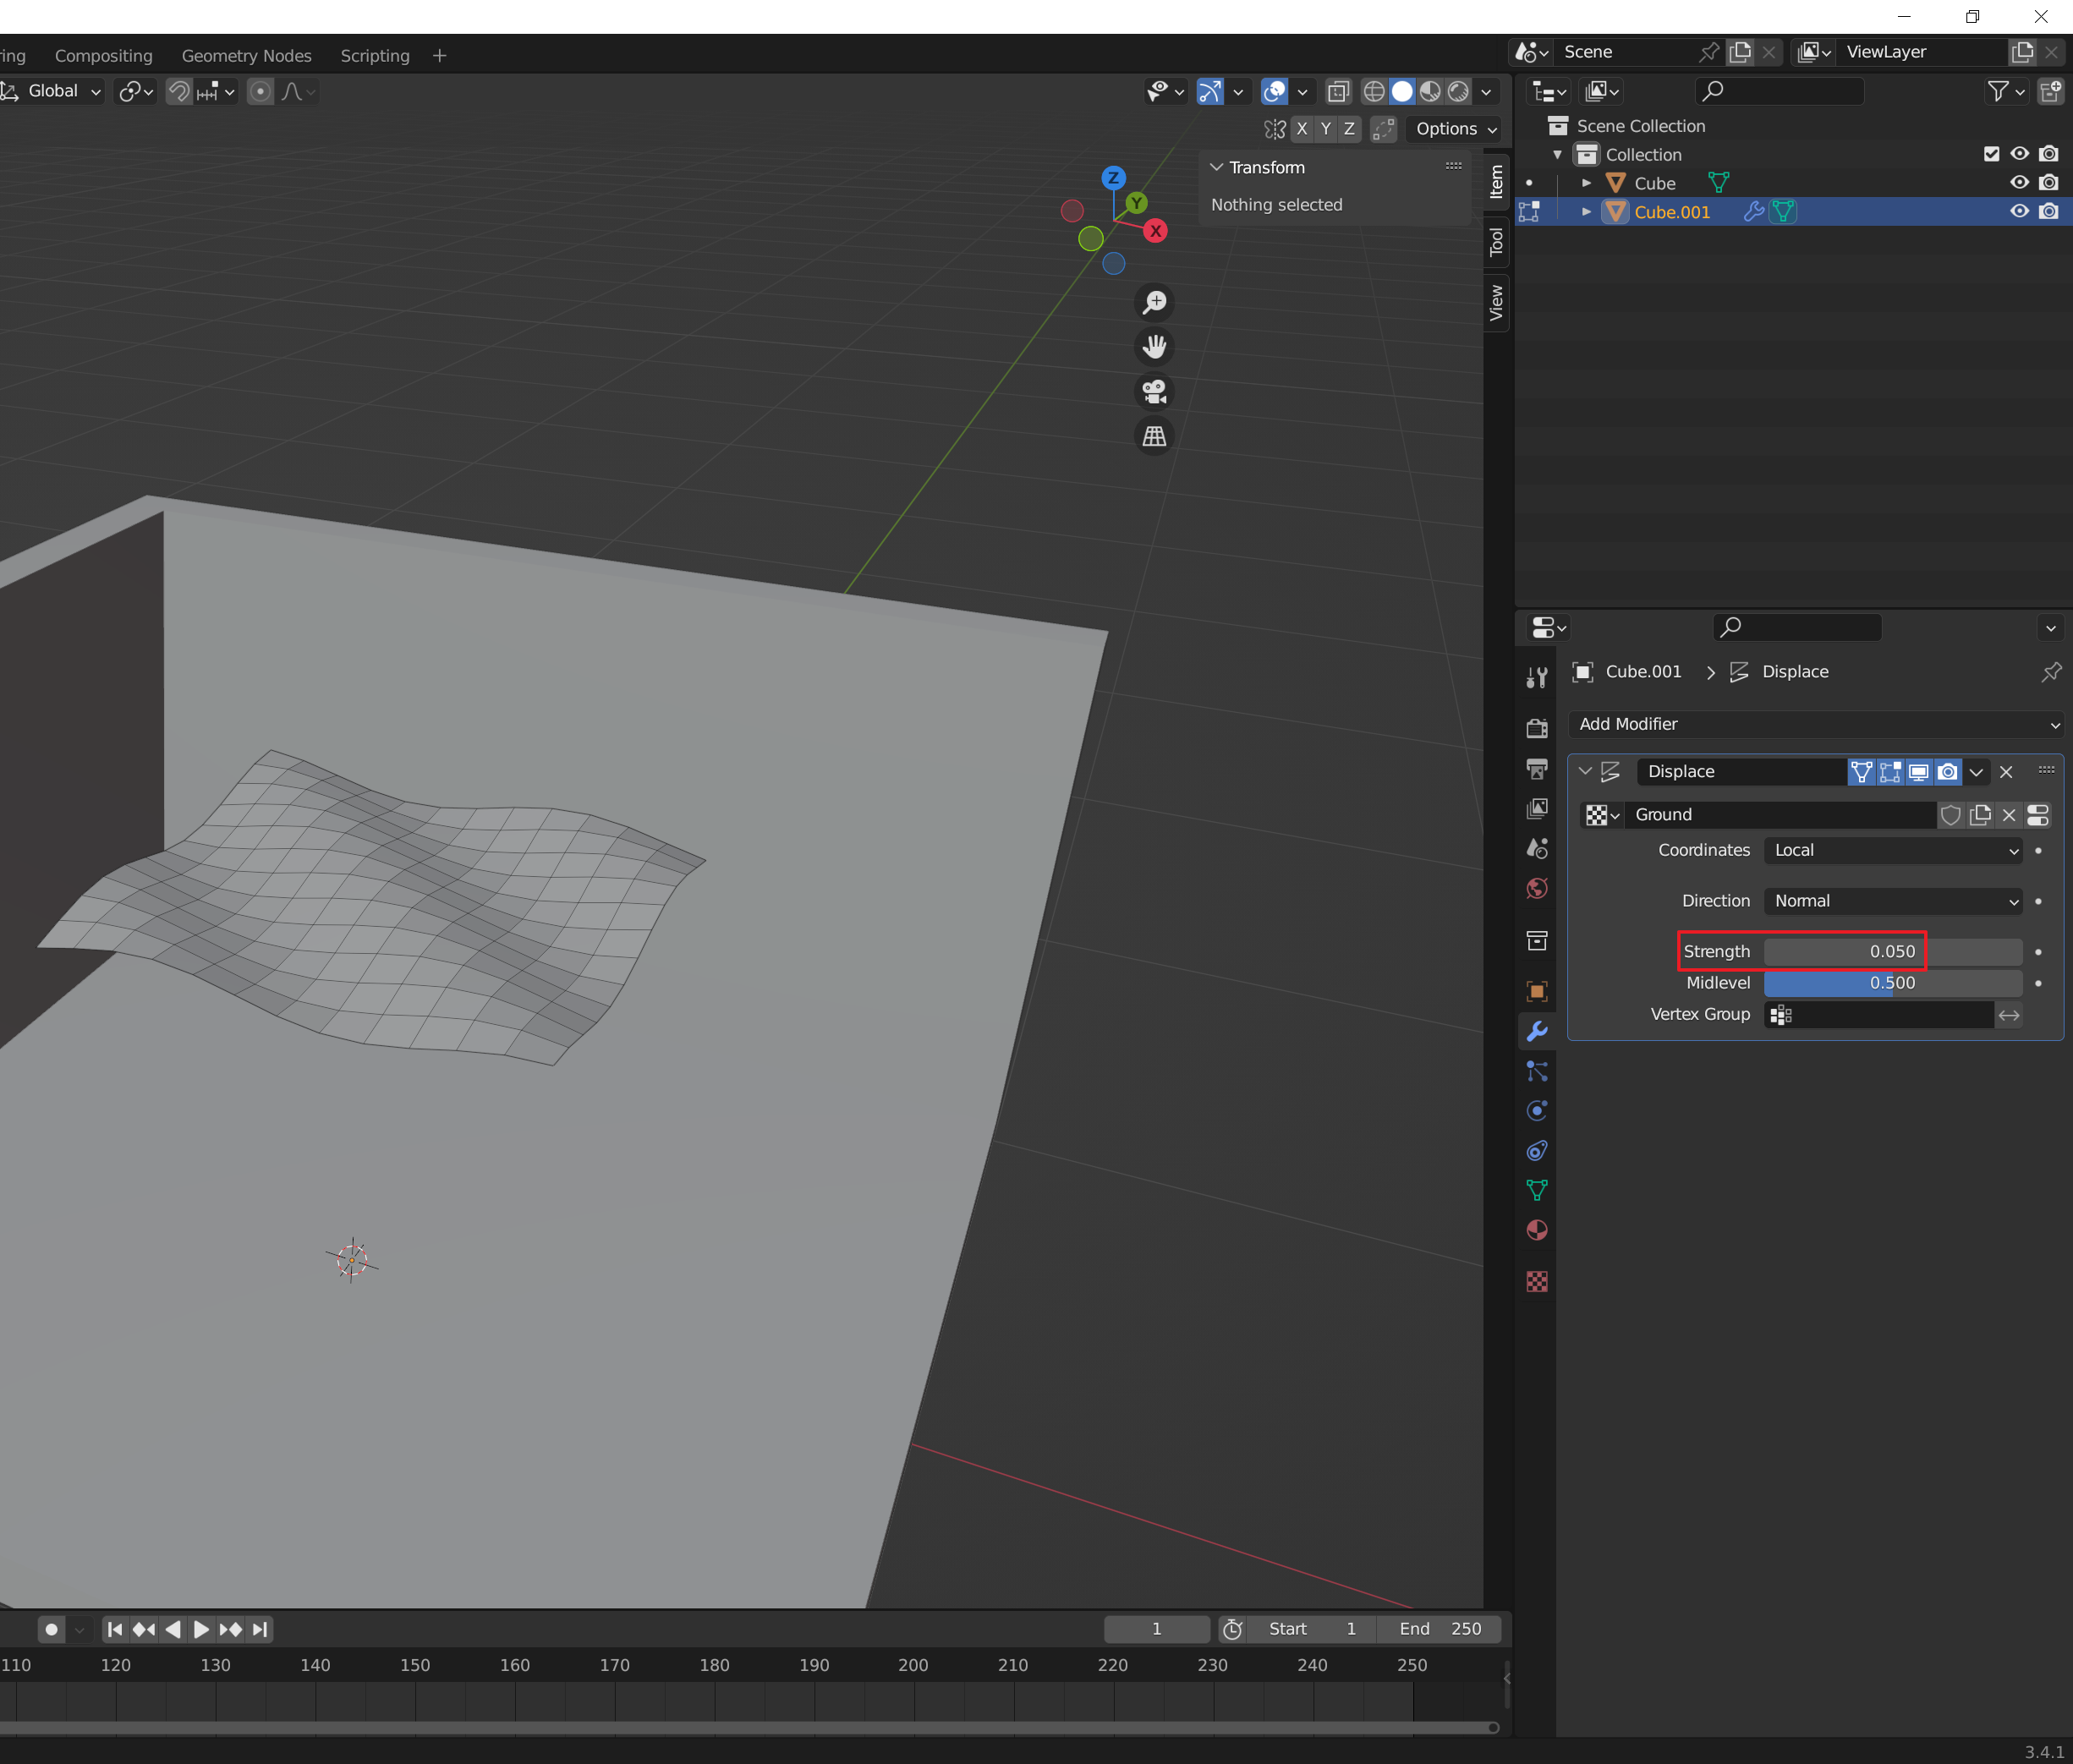 ring Compositing Geometry Nodes Scripting +
Scene ViewLayer
Global
X Y Z Options
Transform
Nothing selected
Item
Tool
View
Z
Y
X
Scene Collection
Collection
Cube
Cube.001
Cube.001 > Displace
Add Modifier
Displace
Ground
Coordinates Local
Direction Normal
Strength 0.050
Midlevel 0.500
Vertex Group
1 Start 1 End 250
110 120 130 140 150 160 170 180 190 200 210 220 230 240 250
3.4.1